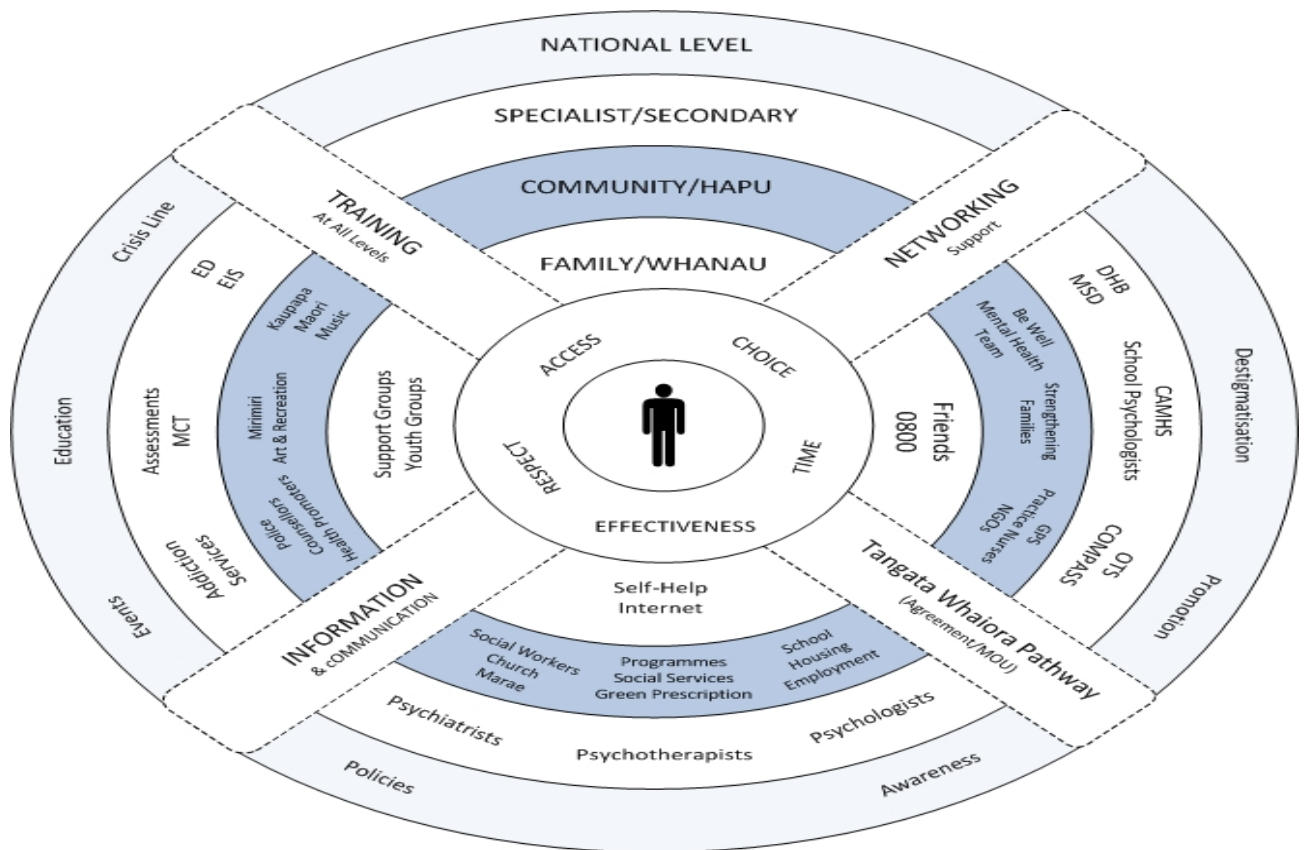 NATIONAL LEVEL
SPECIALIST/SECONDARY
COMMUNITY/HAPU
FAMILY/WHANAU
TRAINING
At All Levels
NETWORKING
Support
Crisis Line
ED
EIS
Kaupapa
Maori
Music
DHB
MSD
Be Well
Mental Health
Team
ACCESS
CHOICE
TIME
RESPECT
EFFECTIVENESS
Education
Assessments
MCT
Mirimiri
Art & Recreation
Support Groups
Youth Groups
Friends
0800
Strengthening
Families
CAMHS
School Psychologists
Destigmatisation
Police
Counsellors
Health Promoters
Addiction
Services
Events
GPS
Practice Nurses
NGOs
OTS
COMPASS
Promotion
INFORMATION
& cOMMUNICATION
Tangata Whaiora Pathway
(Agreement/MOU)
Self-Help
Internet
Social Workers
Church
Marae
Programmes
Social Services
Green Prescription
School
Housing
Employment
Psychiatrists
Psychotherapists
Psychologists
Policies
Awareness